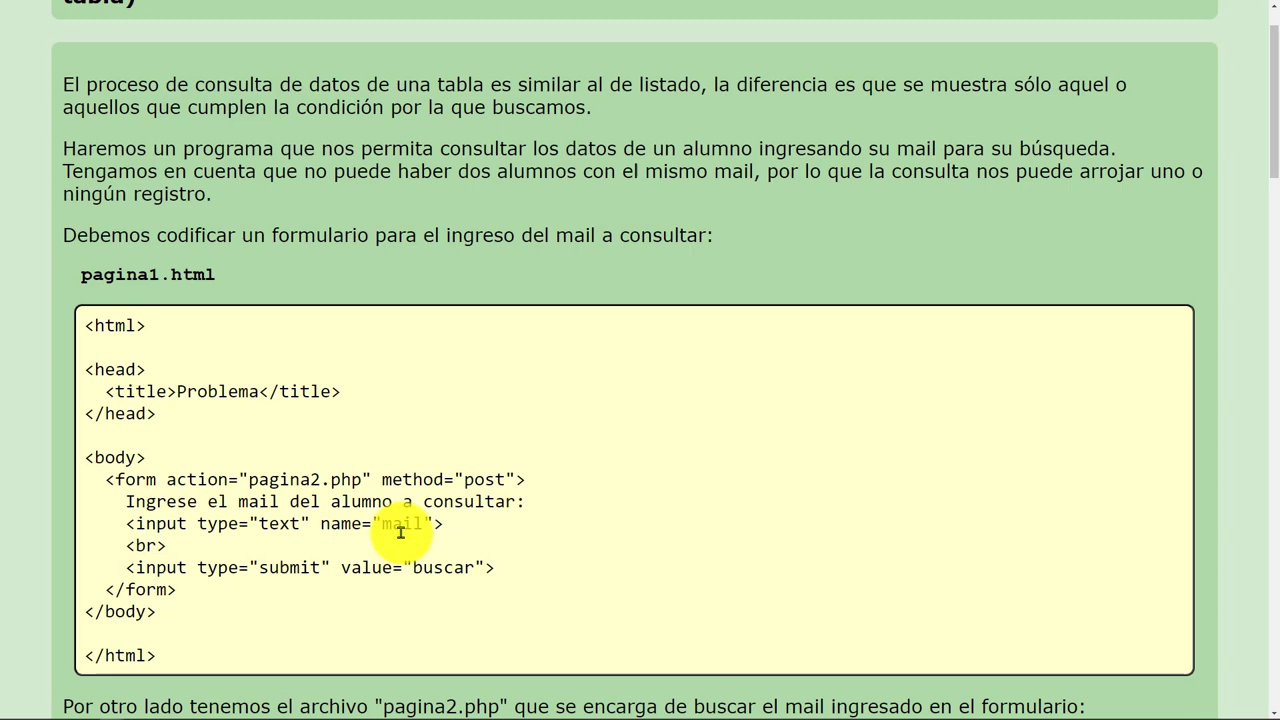 tabla)
El proceso de consulta de datos de una tabla es similar al de listado, la diferencia es que se muestra sólo aquel o
aquellos que cumplen la condición por la que buscamos.
Haremos un programa que nos permita consultar los datos de un alumno ingresando su mail para su búsqueda.
Tengamos en cuenta que no puede haber dos alumnos con el mismo mail, por lo que la consulta nos puede arrojar uno o
ningún registro.
Debemos codificar un formulario para el ingreso del mail a consultar:
pagina1.html
<html>
<head>
<title>Problema</title>
</head>
<body>
<form action="pagina2.php" method="post">
Ingrese el mail del alumno a consultar:
<input type="text" name="mail">
<br>
<input type="submit" value="buscar">
</form>
</body>
</html>
Por otro lado tenemos el archivo "pagina2.php" que se encarga de buscar el mail ingresado en el formulario: